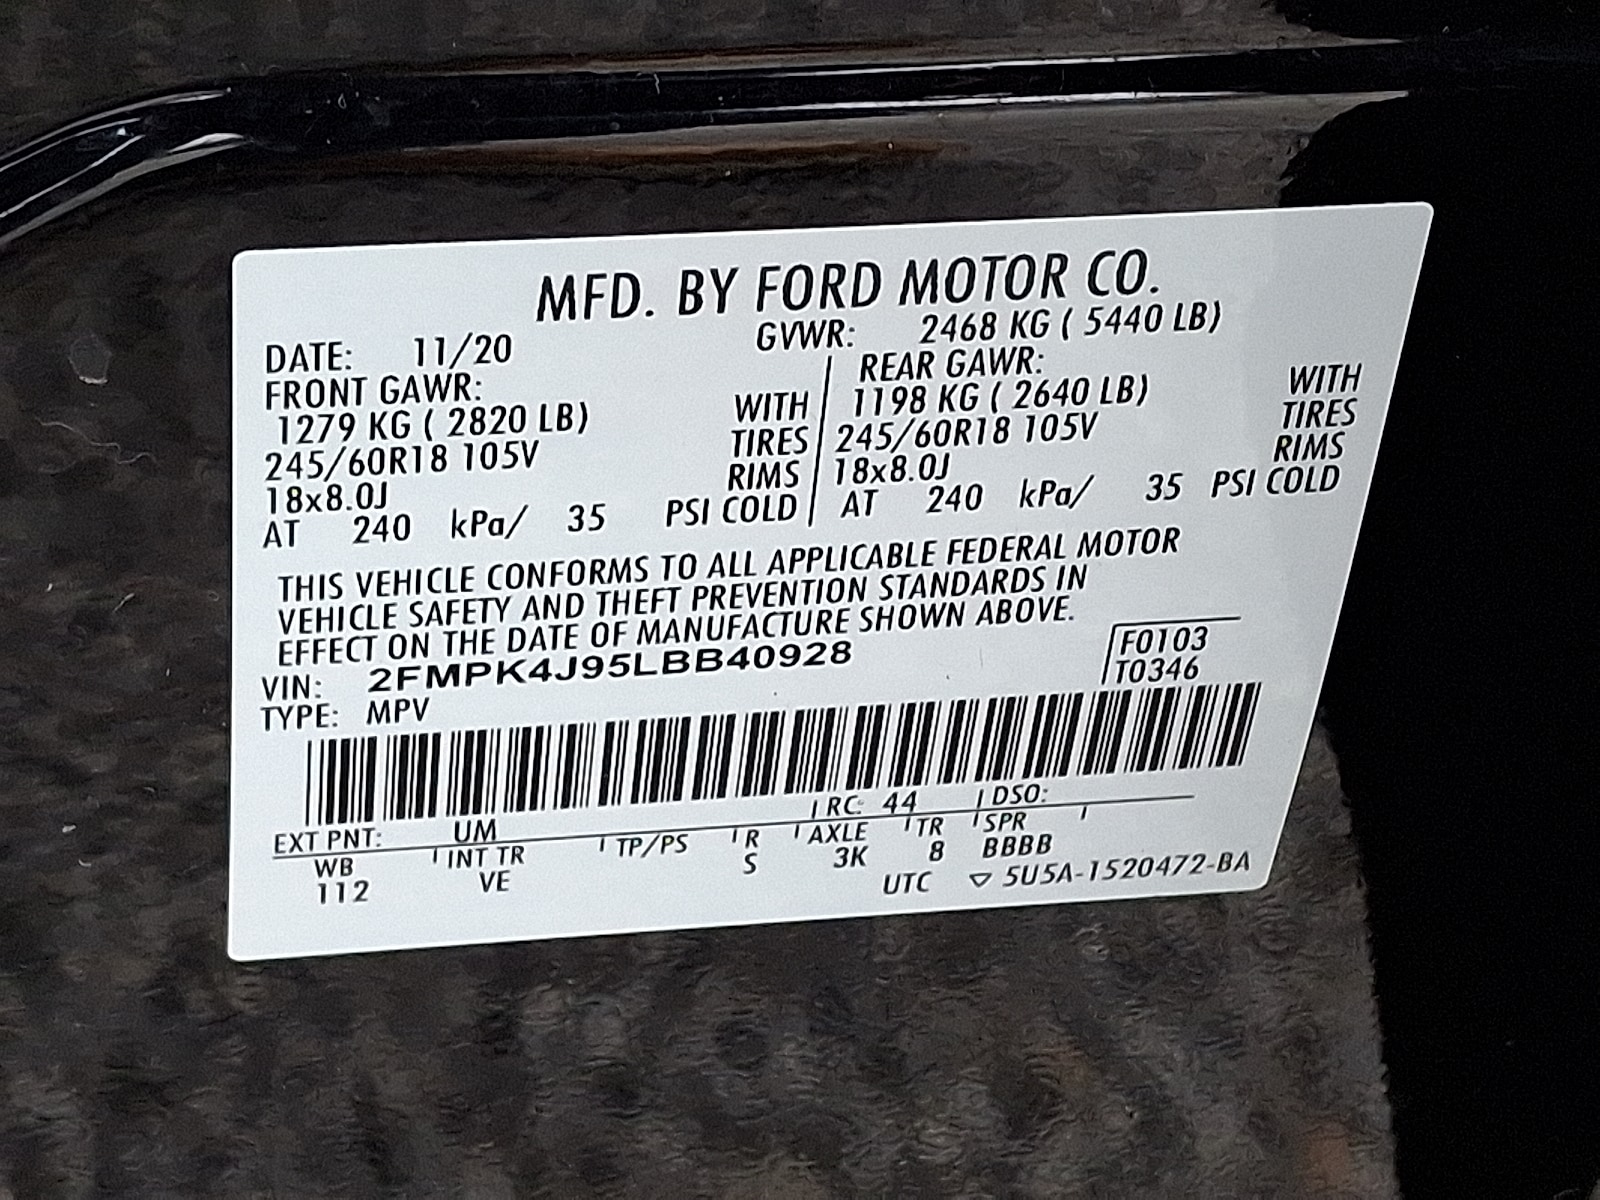 MFD. BY FORD MOTOR CO.
DATE: 11/20 GVWR: 2468 KG ( 5440 LB)
FRONT GAWR: REAR GAWR:
1279 KG ( 2820 LB) WITH 1198 KG ( 2640 LB) WITH
245/60R18 105V TIRES 245/60R18 105V TIRES
18x8.0J RIMS 18x8.0J RIMS
AT 240 kPa/ 35 PSI COLD AT 240 kPa/ 35 PSI COLD
THIS VEHICLE CONFORMS TO ALL APPLICABLE FEDERAL MOTOR
VEHICLE SAFETY AND THEFT PREVENTION STANDARDS IN
EFFECT ON THE DATE OF MANUFACTURE SHOWN ABOVE.
VIN: 2FMPK4J95LBB40928 F0103
TYPE: MPV T0346
EXT PNT: UM RC: 44 DSO:
WB INT TR TP/PS R AXLE TR SPR
112 VE S 3K 8 BBBB
UTC ▽ 5U5A-1520472-BA